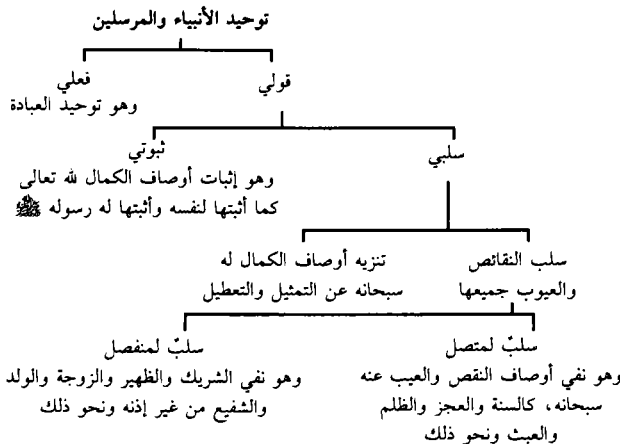 توحيد الأنبياء والمرسلين
قولي
فعلي
وهو توحيد العبادة
سلبي
ثبوتي
وهو إثبات أوصاف الكمال لله تعالى
كما أثبتها لنفسه وأثبتها له رسوله ﷺ
سلب النقائص
والعيوب جميعها
تنزيه أوصاف الكمال له
سبحانه عن التمثيل والتعطيل
سلبٌ لمتصل
وهو نفي أوصاف النقص والعيب عنه
سبحانه، كالسنة والعجز والظلم
والعبث ونحو ذلك
سلبٌ لمنفصل
وهو نفي الشريك والظهير والزوجة والولد
والشفيع من غير إذنه ونحو ذلك